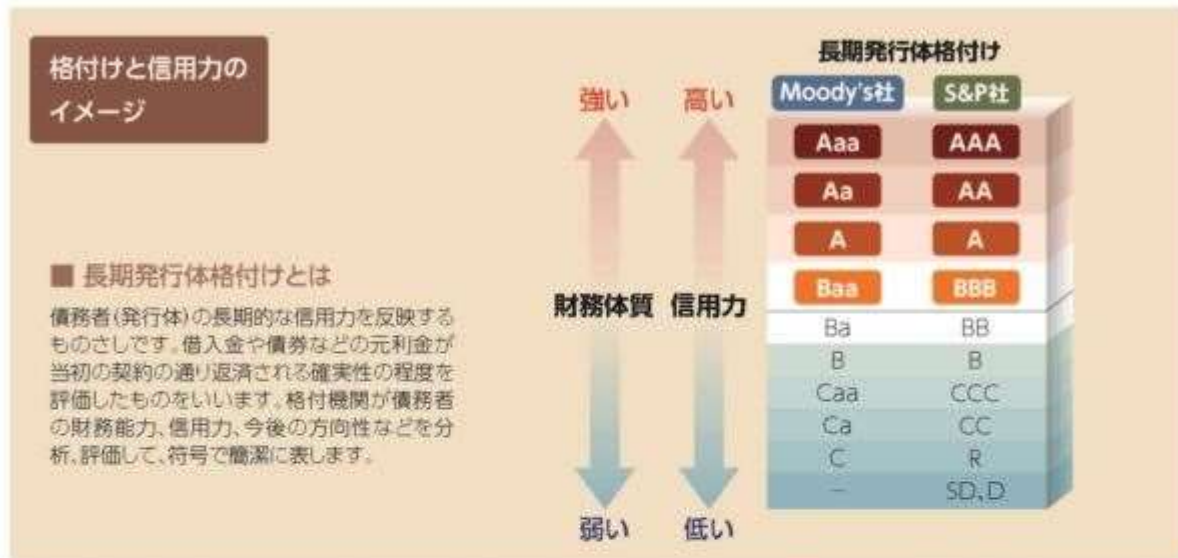 格付けと信用力の
イメージ
■ 長期発行体格付けとは
債務者(発行体)の長期的な信用力を反映する
ものさしです。借入金や債券などの元利金が
当初の契約の通り返済される確実性の程度を
評価したものをいいます。格付機関が債務者
の財務能力、信用力、今後の方向性などを分
析、評価して、符号で簡潔に表します。
強い 高い
財務体質 信用力
弱い 低い
長期発行体格付け
Moody's社 S&P社
Aaa AAA
Aa AA
A A
Baa BBB
Ba BB
B B
Caa CCC
Ca CC
C R
– SD、D